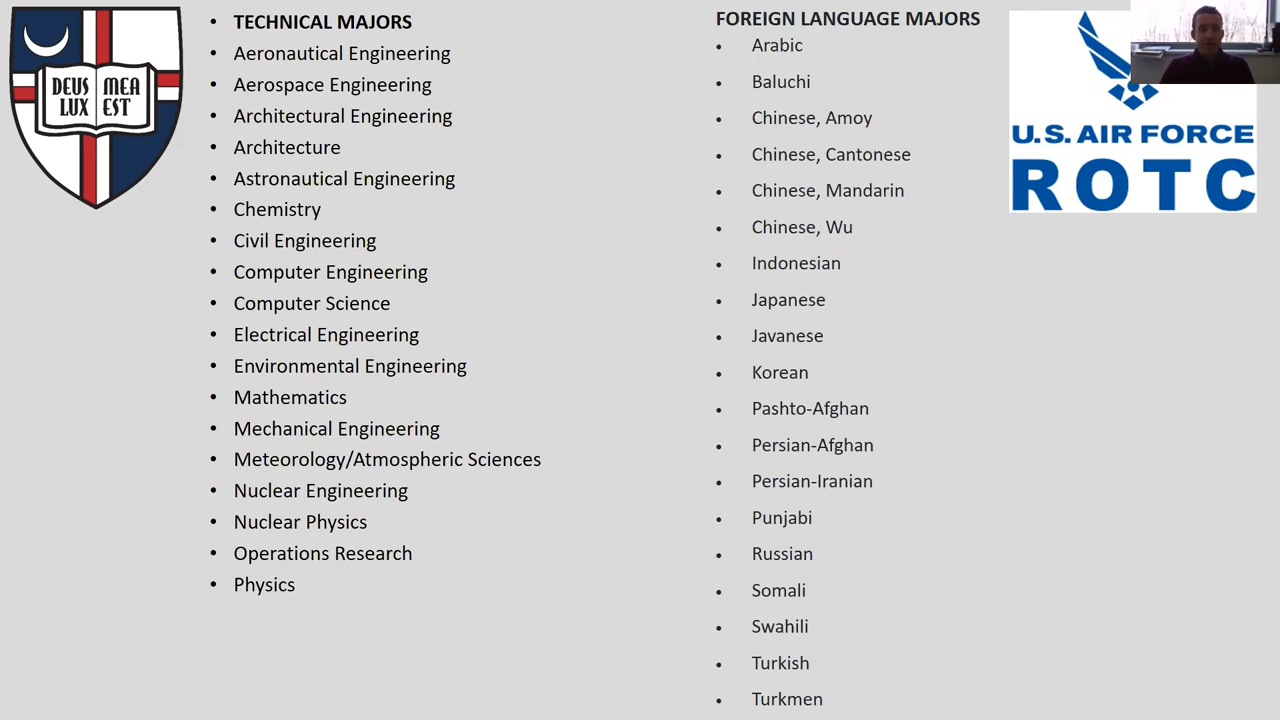 DEUS MEA
LUX EST
TECHNICAL MAJORS
Aeronautical Engineering
Aerospace Engineering
Architectural Engineering
Architecture
Astronautical Engineering
Chemistry
Civil Engineering
Computer Engineering
Computer Science
Electrical Engineering
Environmental Engineering
Mathematics
Mechanical Engineering
Meteorology/Atmospheric Sciences
Nuclear Engineering
Nuclear Physics
Operations Research
Physics
FOREIGN LANGUAGE MAJORS
Arabic
Baluchi
Chinese, Amoy
Chinese, Cantonese
Chinese, Mandarin
Chinese, Wu
Indonesian
Japanese
Javanese
Korean
Pashto-Afghan
Persian-Afghan
Persian-Iranian
Punjabi
Russian
Somali
Swahili
Turkish
Turkmen
U.S. AIR FORCE
ROTC